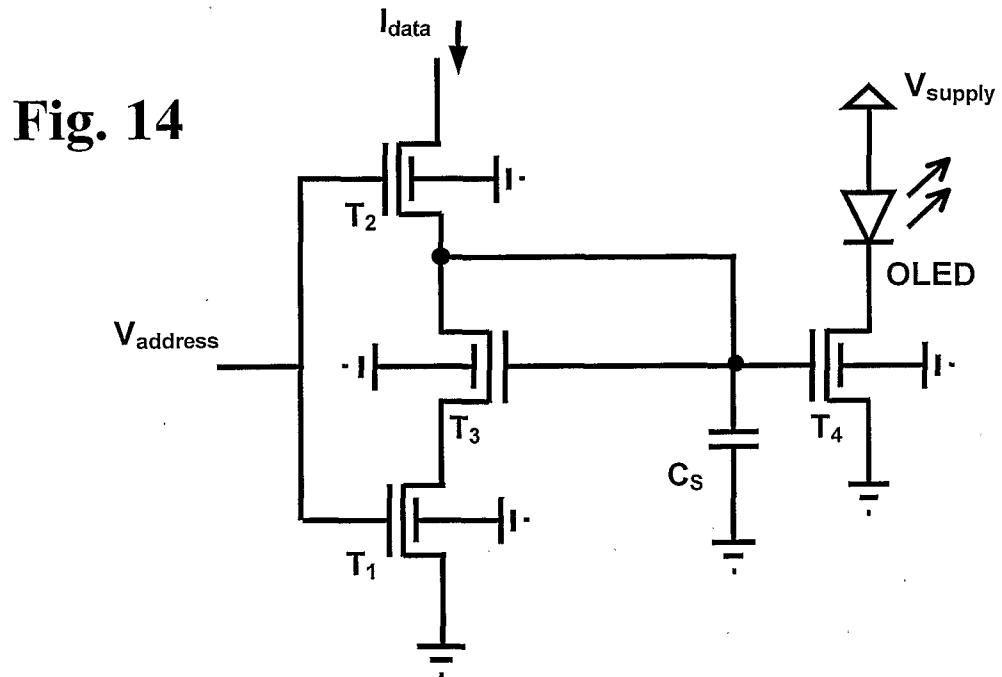 I_data
V_supply
Fig. 14
T_2
OLED
V_address
T_3
T_4
C_S
T_1